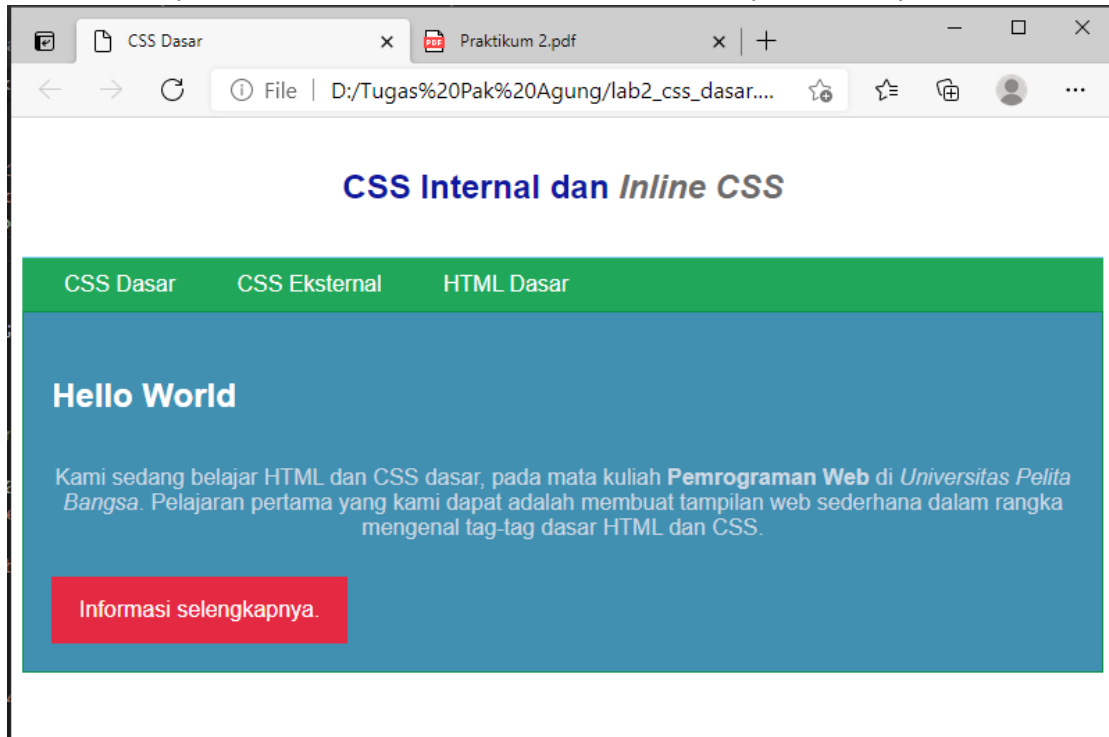 CSS Dasar
Praktikum 2.pdf
File | D:/Tugas%20Pak%20Agung/lab2_css_dasar....
CSS Internal dan Inline CSS
CSS Dasar CSS Eksternal HTML Dasar
Hello World
Kami sedang belajar HTML dan CSS dasar, pada mata kuliah Pemrograman Web di Universitas Pelita
Bangsa. Pelajaran pertama yang kami dapat adalah membuat tampilan web sederhana dalam rangka
mengenal tag-tag dasar HTML dan CSS.
Informasi selengkapnya.